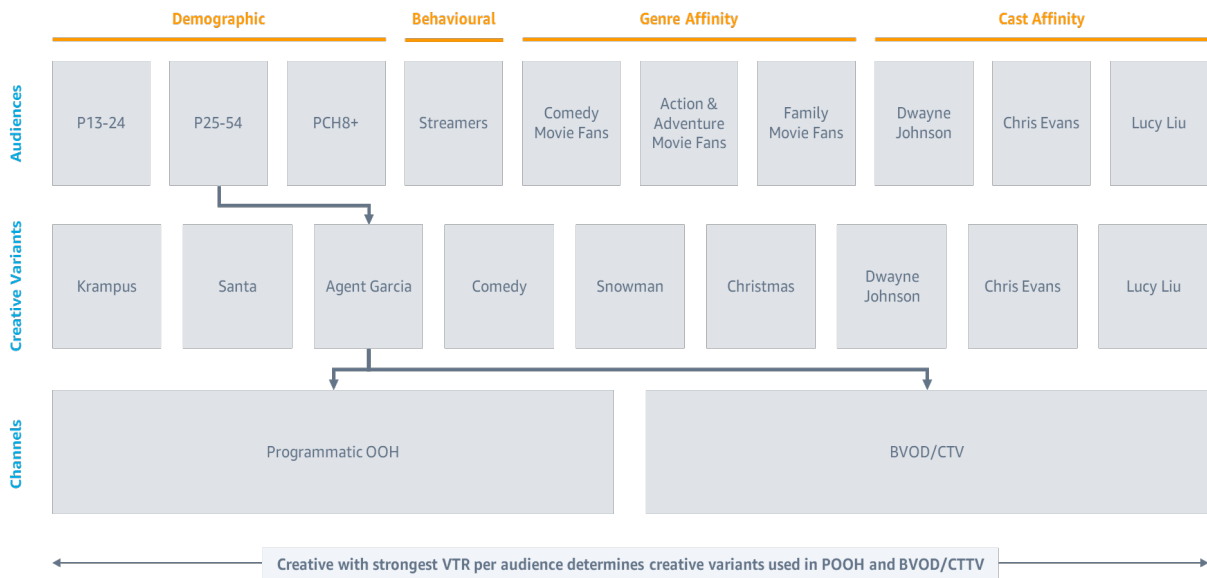 Demographic
Behavioural
Genre Affinity
Cast Affinity
Audiences
P13-24
P25-54
PCH8+
Streamers
Comedy
Movie Fans
Action &
Adventure
Movie Fans
Family
Movie Fans
Dwayne
Johnson
Chris Evans
Lucy Liu
Creative Variants
Krampus
Santa
Agent Garcia
Comedy
Snowman
Christmas
Dwayne
Johnson
Chris Evans
Lucy Liu
Channels
Programmatic OOH
BVOD/CTV
Creative with strongest VTR per audience determines creative variants used in POOH and BVOD/CTTV